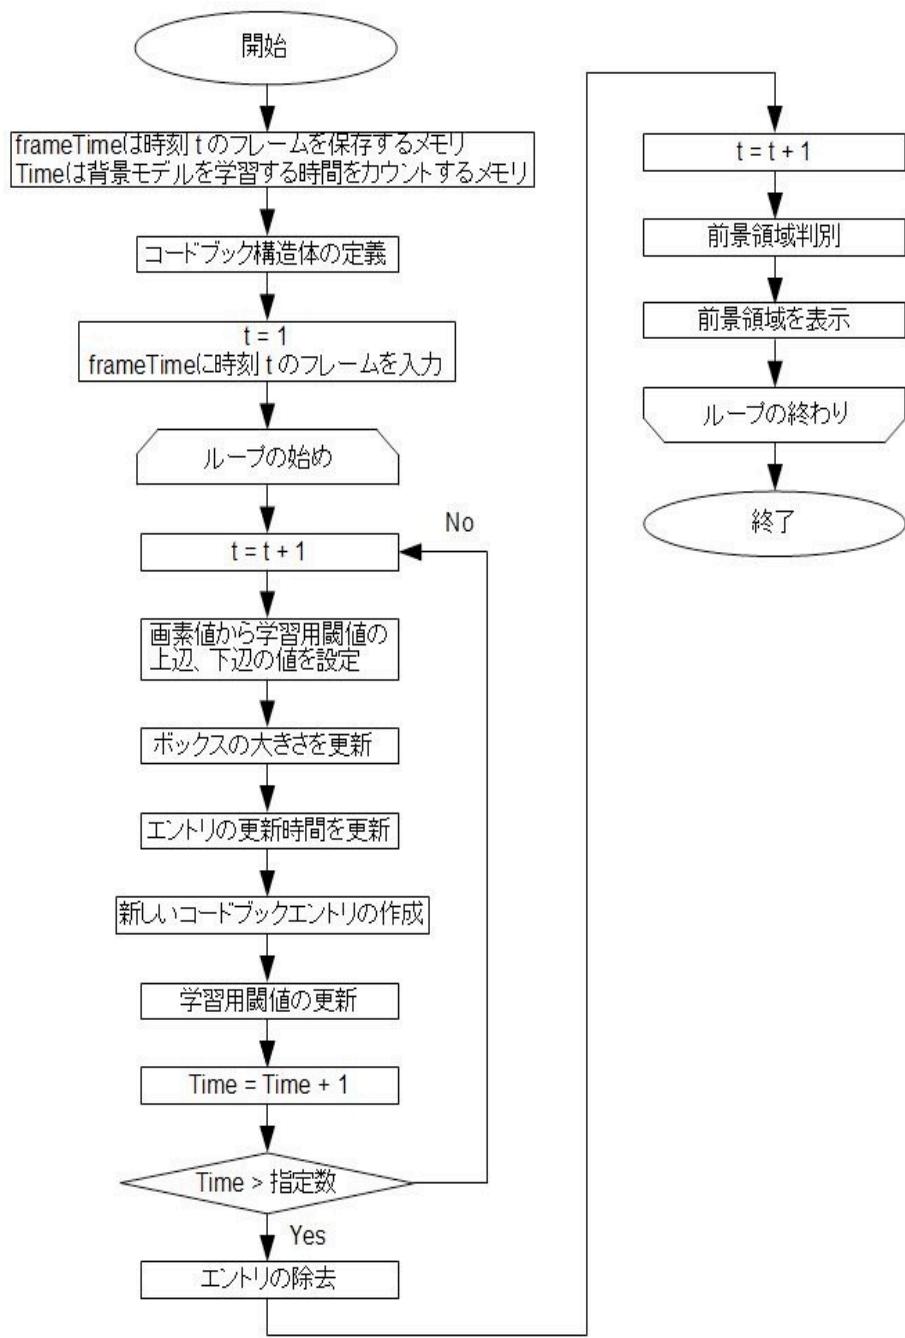 開始
frameTimeは時刻 t のフレームを保存するメモリ
Timeは背景モデルを学習する時間をカウントするメモリ
コードブック構造体の定義
t = 1
frameTimeに時刻 t のフレームを入力
ループの始め
No
t = t + 1
画素値から学習用閾値の
上辺、下辺の値を設定
ボックスの大きさを更新
エントリの更新時間を更新
新しいコードブックエントリの作成
学習用閾値の更新
Time = Time + 1
Time > 指定数
Yes
エントリの除去
t = t + 1
前景領域判別
前景領域を表示
ループの終わり
終了